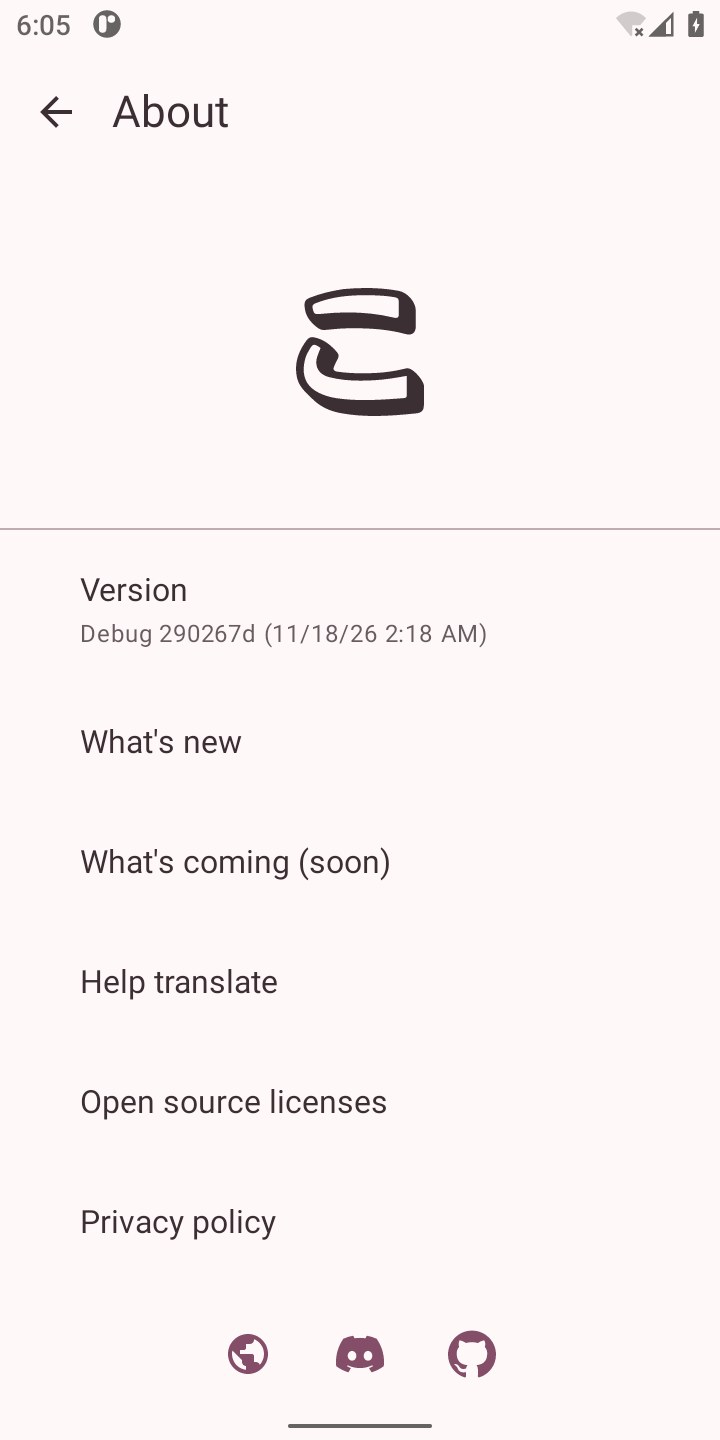 6:05
About
こ
Version
Debug 290267d (11/18/26 2:18 AM)
What's new
What's coming (soon)
Help translate
Open source licenses
Privacy policy